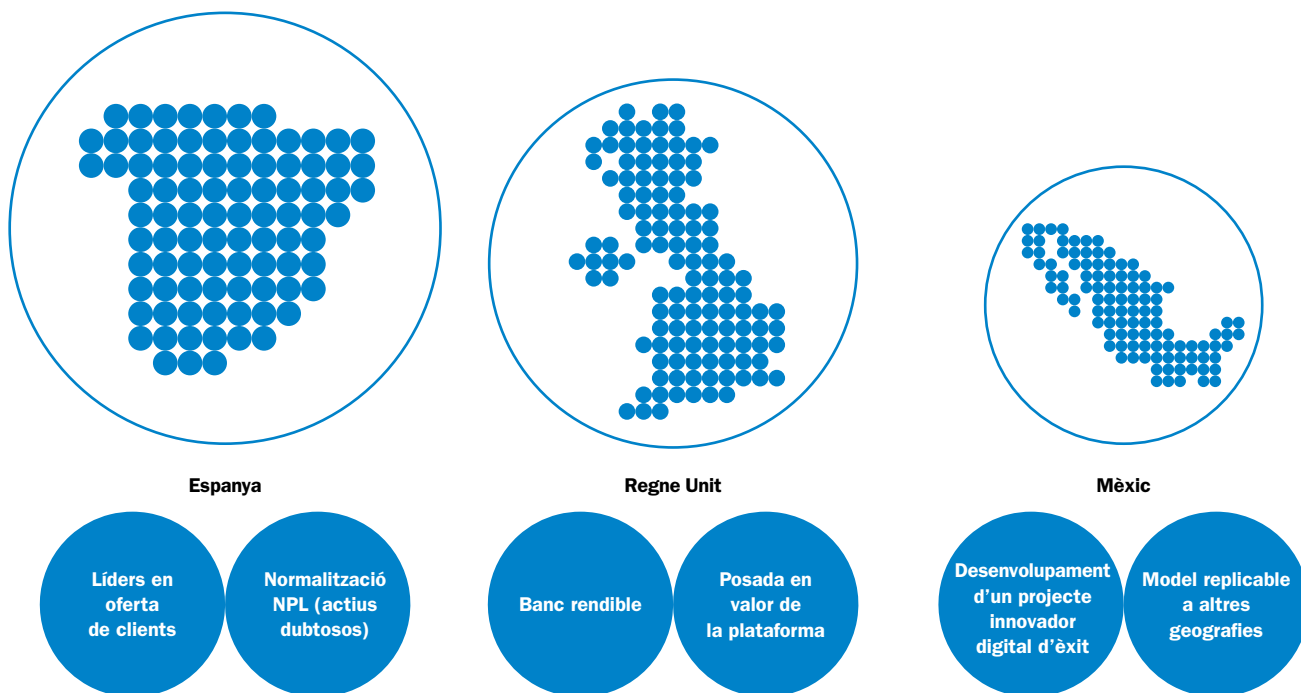 Espanya
Regne Unit
Mèxic
Líders en
oferta
de clients
Normalització
NPL (actius
dubtosos)
Banc rendible
Posada en
valor de
la plataforma
Desenvolupament
d’un projecte
innovador
digital d’èxit
Model replicable
a altres
geografies